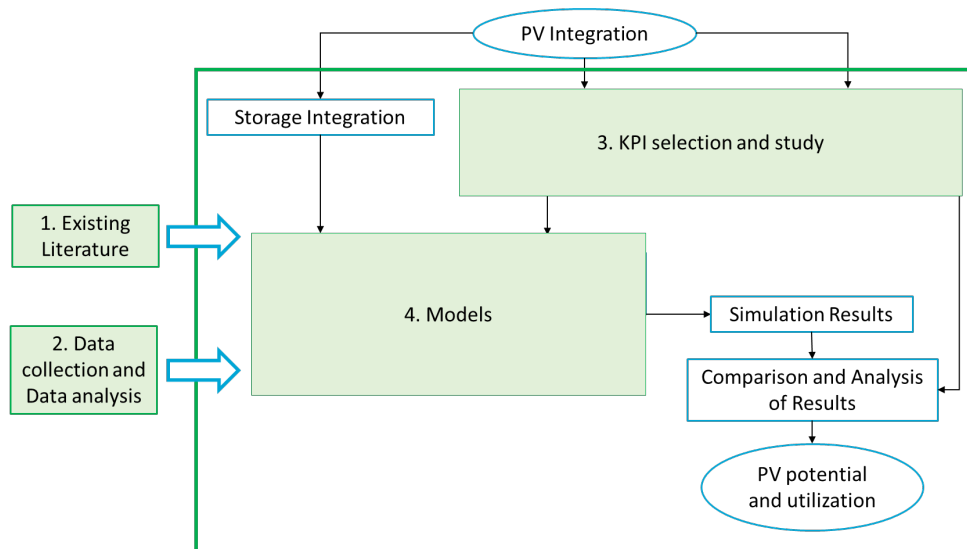 PV Integration
Storage Integration
3. KPI selection and study
1. Existing
Literature
4. Models
2. Data
collection and
Data analysis
Simulation Results
Comparison and Analysis
of Results
PV potential
and utilization